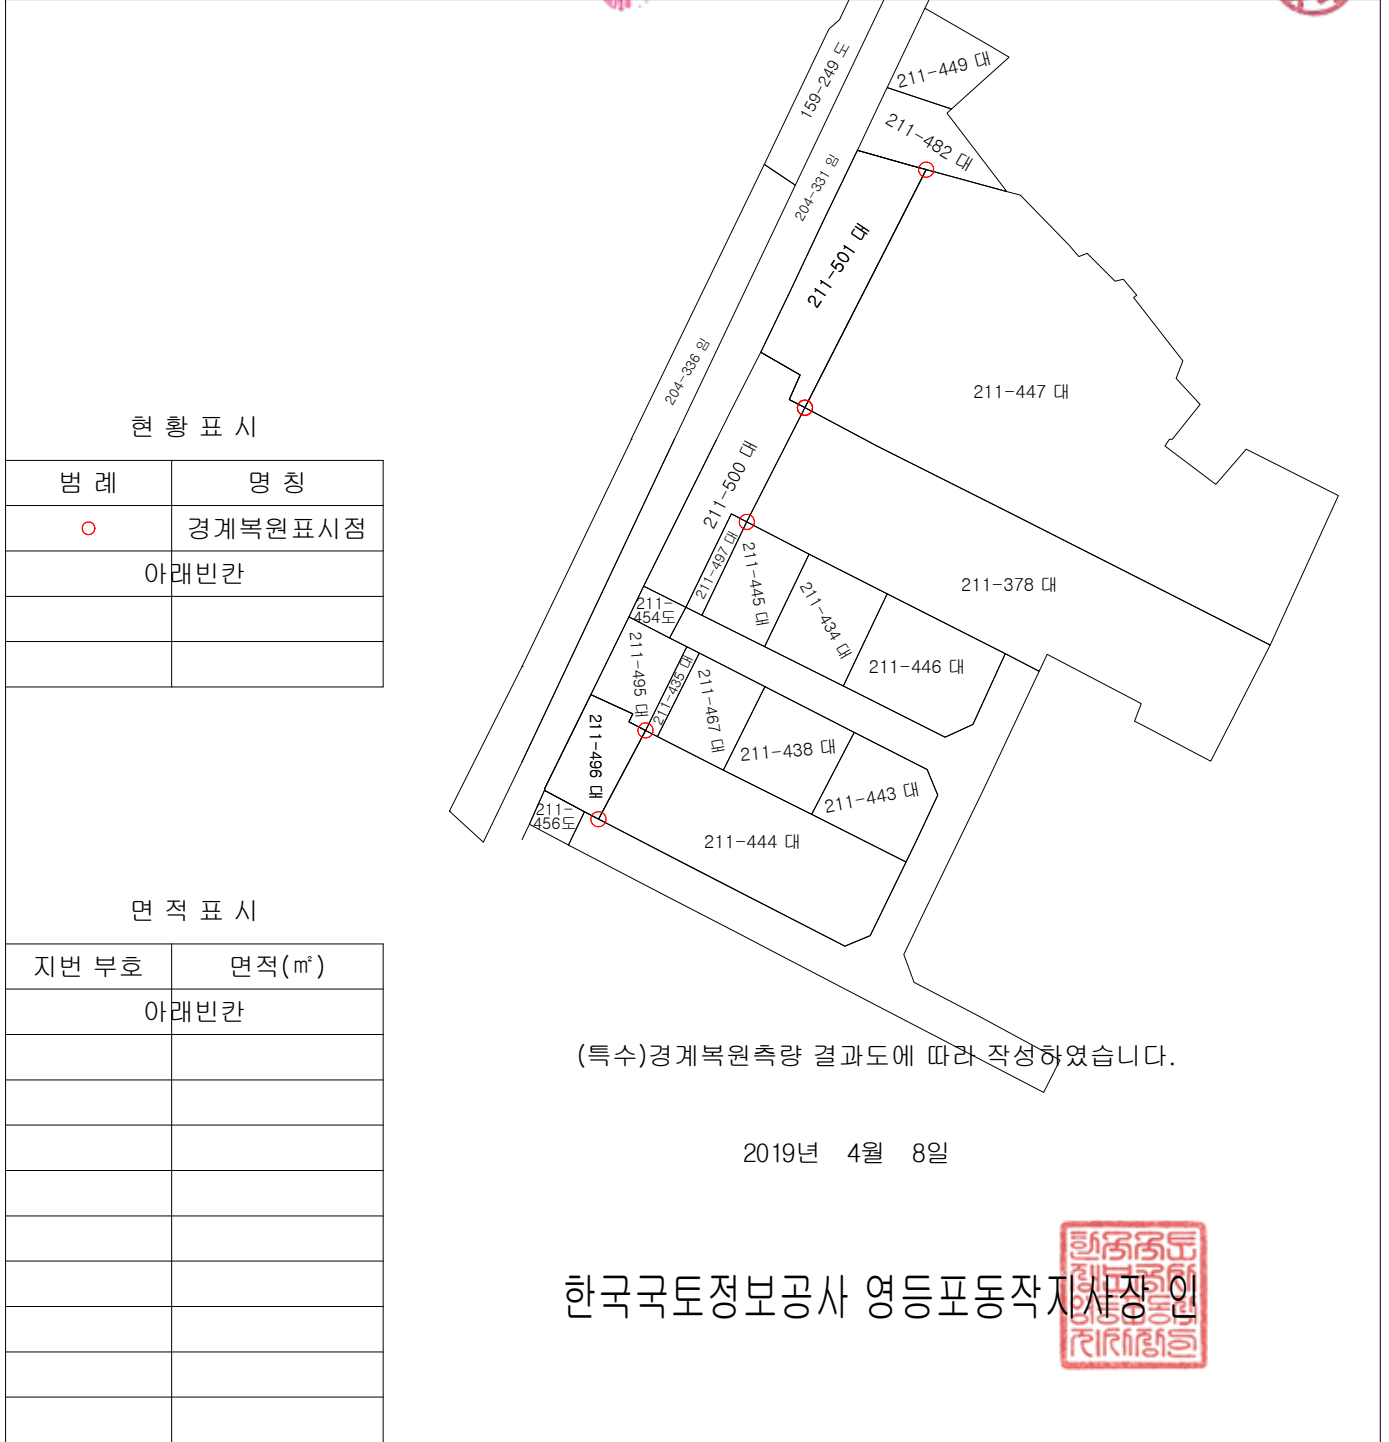 159-249 도
211-449 대
211-482 대
204-331 임
211-501 대
204-336 임
211-447 대
211-500 대
211-497 대
211-445 대
211-434 대
211-378 대
211-446 대
211-
454도
211-495 대
211-435 대
211-467 대
211-438 대
211-443 대
211-496 대
211-
456도
211-444 대
현 황 표 시
범 례 명 칭
경계복원표시점
아래빈칸
면 적 표 시
지번 부호 면적(㎡)
아래빈칸
(특수)경계복원측량 결과도에 따라 작성하였습니다.
2019년 4월 8일
한국국토정보공사 영등포동작지사장 인